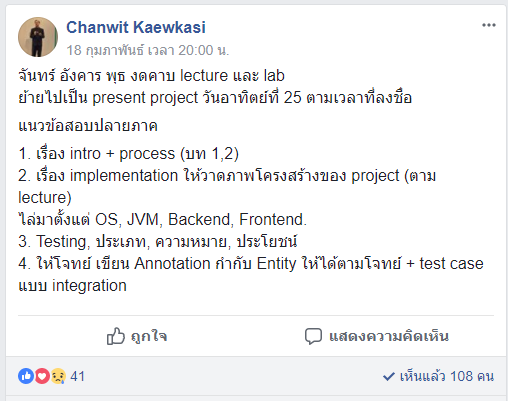 Chanwit Kaewkasi
18 กุมภาพันธ์ เวลา 20:00 น.
จันทร์ อังคาร พุธ งดคาบ lecture และ lab
ย้ายไปเป็น present project วันอาทิตย์ที่ 25 ตามเวลาที่ลงชื่อ
แนวข้อสอบปลายภาค
1. เรื่อง intro + process (บท 1,2)
2. เรื่อง implementation ให้วาดภาพโครงสร้างของ project (ตาม
lecture)
ไล่มาตั้งแต่ OS, JVM, Backend, Frontend.
3. Testing, ประเภท, ความหมาย, ประโยชน์
4. ให้โจทย์ เขียน Annotation กำกับ Entity ให้ได้ตามโจทย์ + test case
แบบ integration
ถูกใจ แสดงความคิดเห็น
41 เห็นแล้ว 108 คน